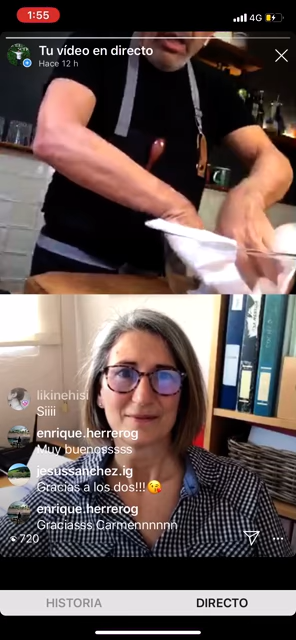 1:55
4G
Tu vídeo en directo
Hace 12 h
likinehisi
Siiii
enrique.herrerog
Muy buenosssss
jesussanchez.ig
Gracias a los dos!!!😘
enrique.herrerog
Graciasss Carmennnnnn
720
HISTORIA DIRECTO